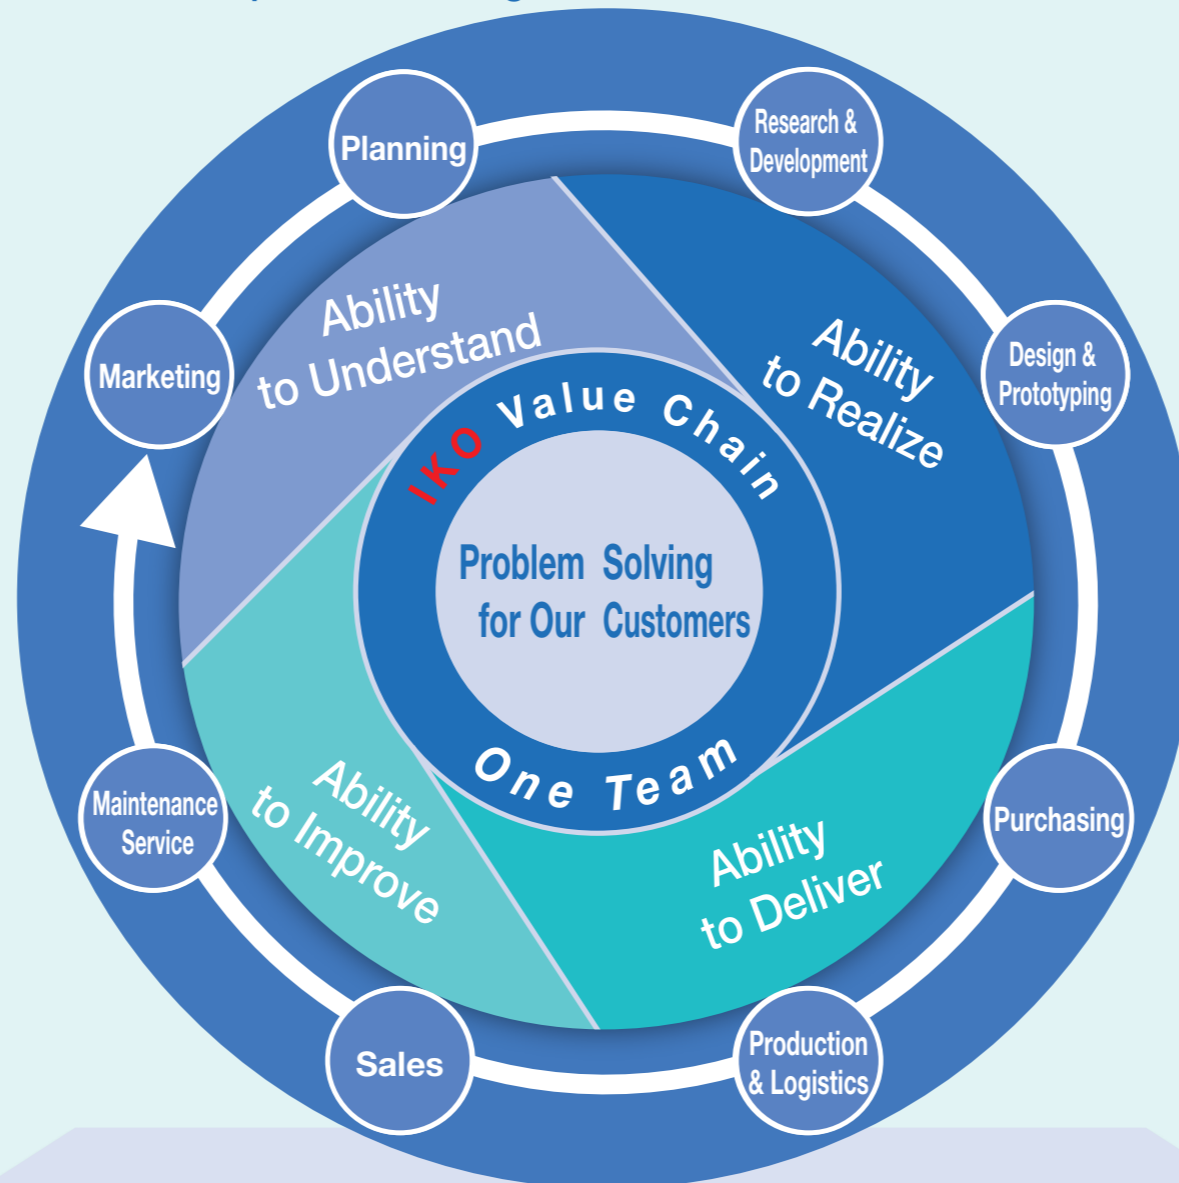 Planning
Research &
Development
Marketing
Design &
Prototyping
Ability
to Understand
Ability
to Realize
IKO Value Chain
Problem Solving
for Our Customers
One Team
Maintenance
Service
Ability
to Improve
Ability
to Deliver
Purchasing
Sales
Production
& Logistics